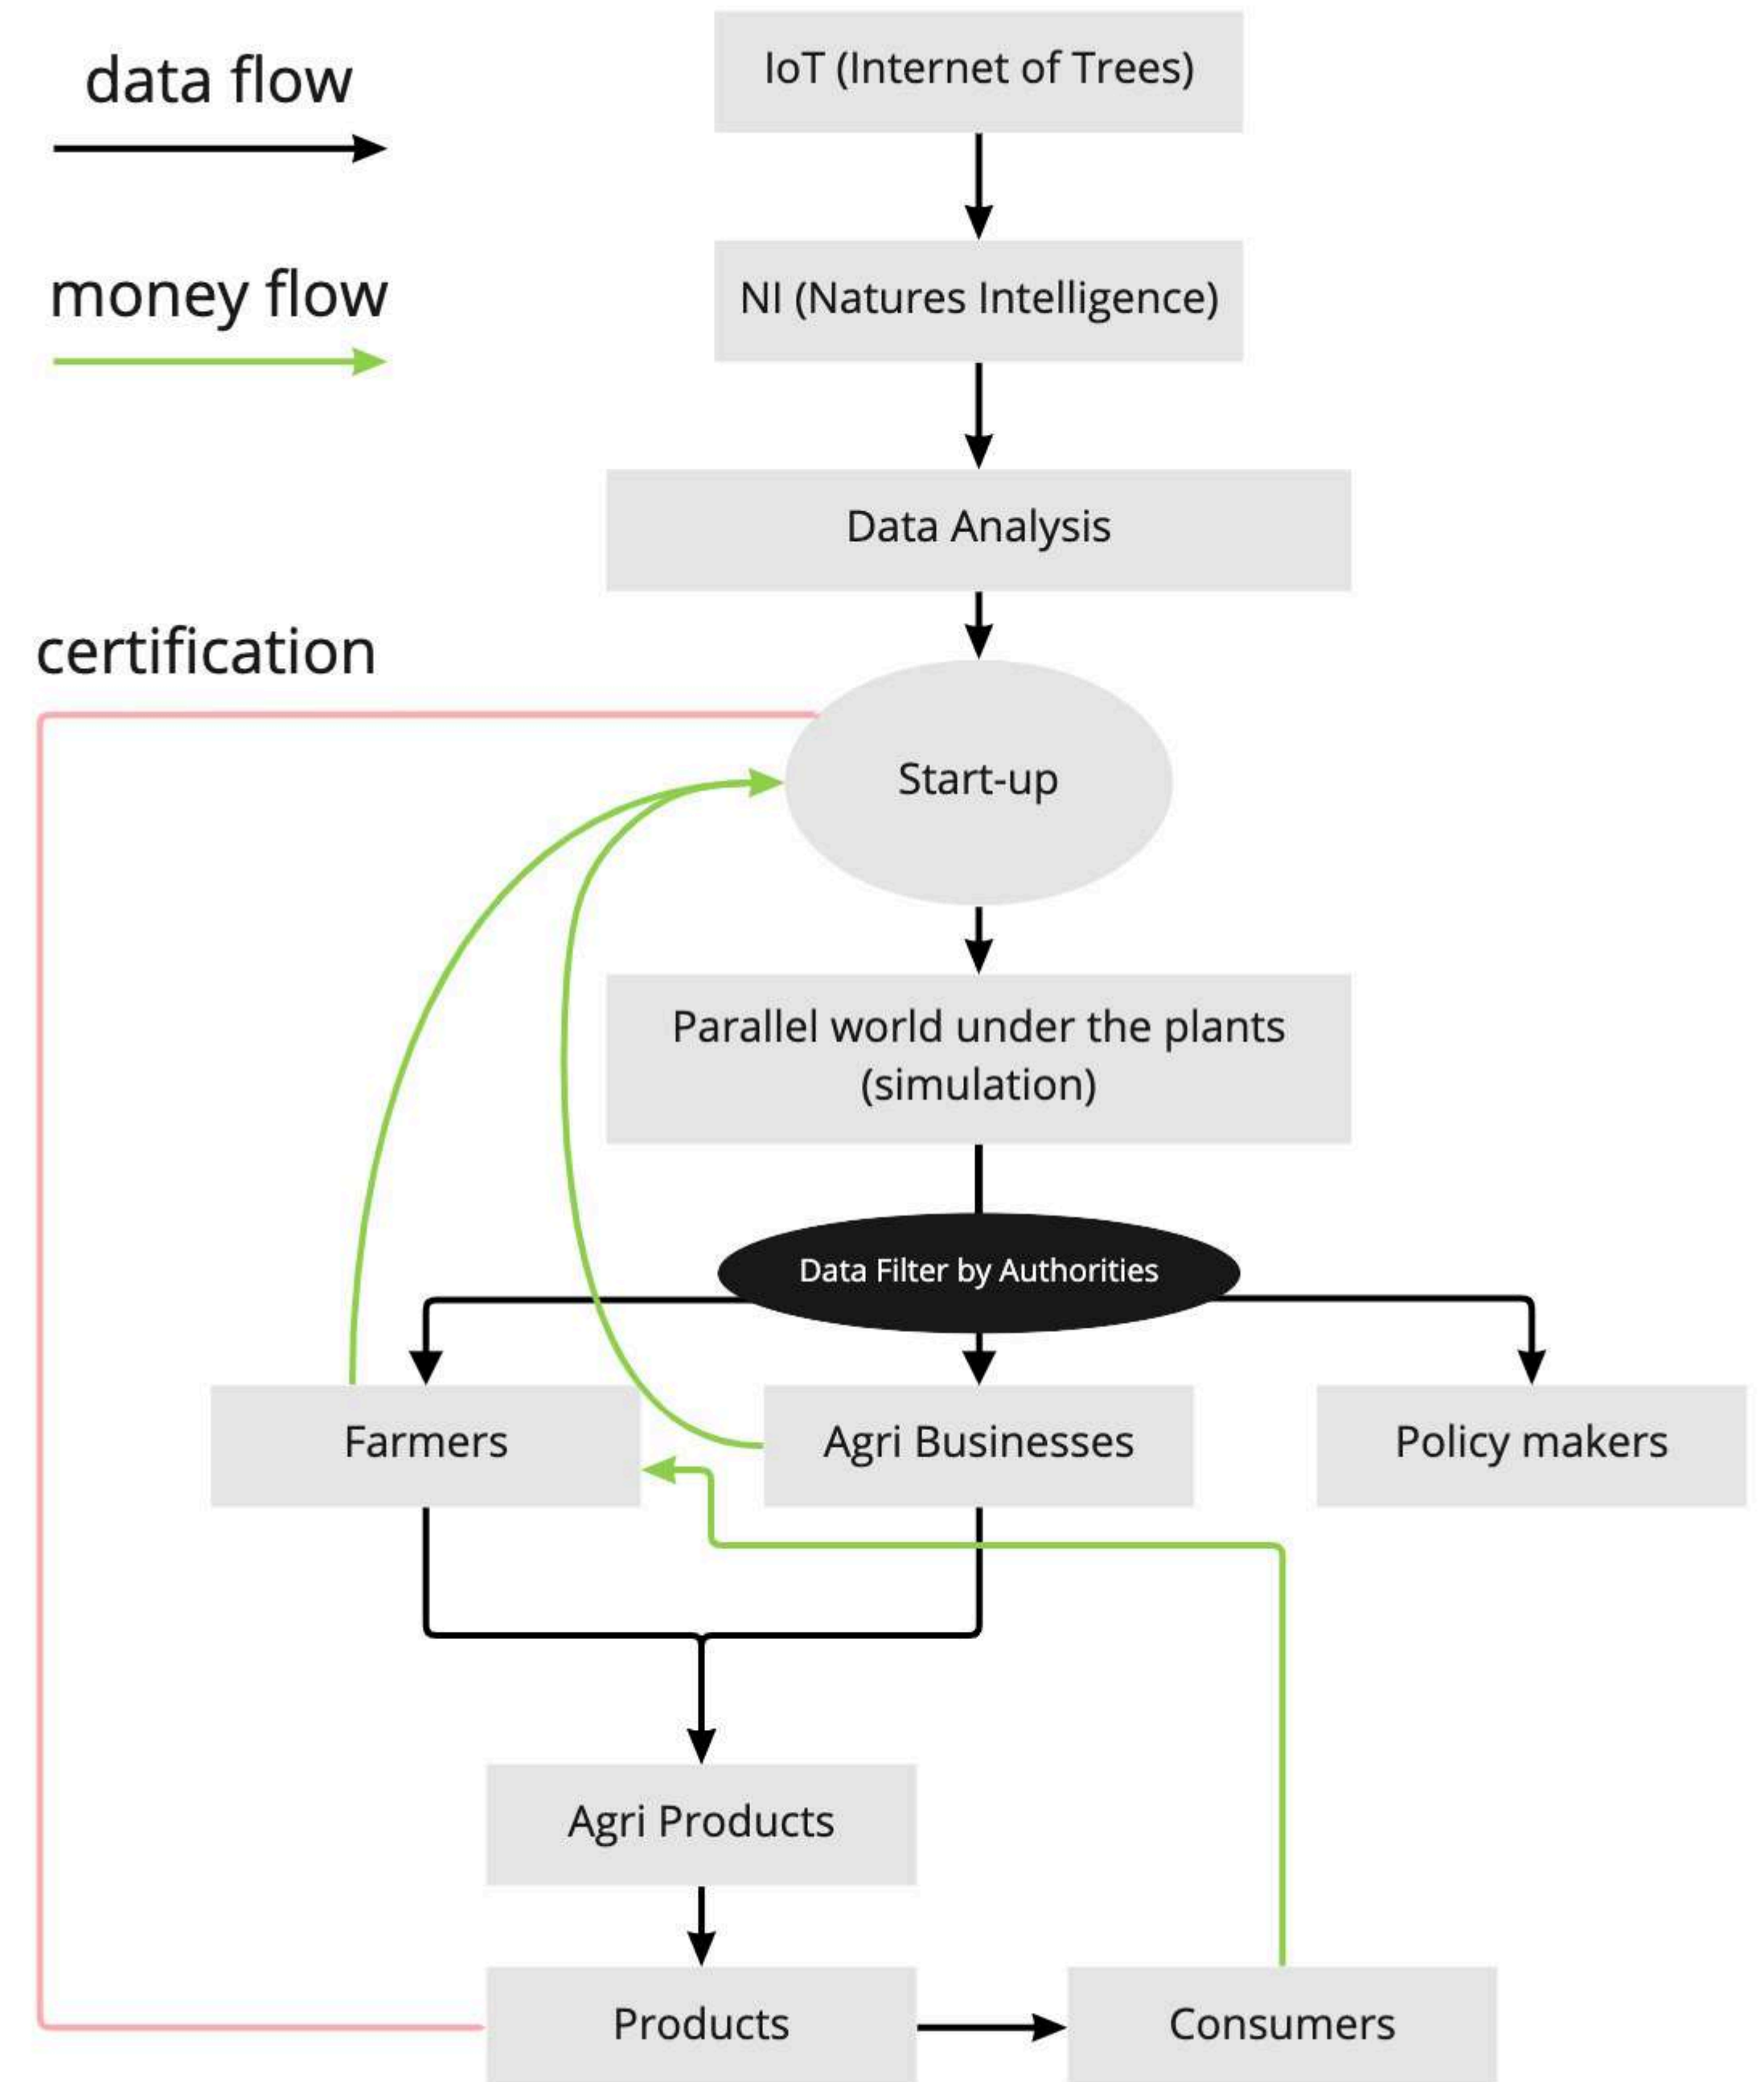 data flow
IoT (Internet of Trees)
money flow
NI (Natures Intelligence)
Data Analysis
certification
Start-up
Parallel world under the plants
(simulation)
Data Filter by Authorities
Farmers
Agri Businesses
Policy makers
Agri Products
Products
Consumers